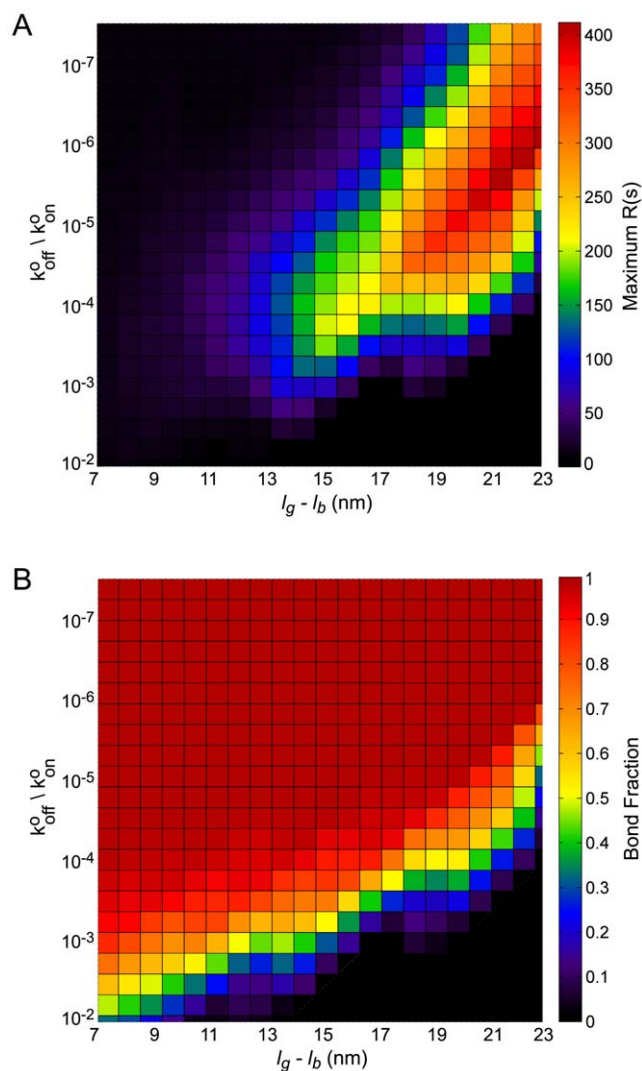 A
10-7
10-6
10-5
10-4
10-3
10-2
koff \ kon
o o
7 9 11 13 15 17 19 21 23
lg - lb (nm)
400
350
300
250
200
150
100
50
0
Maximum R(s)
B
10-7
10-6
10-5
10-4
10-3
10-2
koff \ kon
o o
7 9 11 13 15 17 19 21 23
lg - lb (nm)
1
0.9
0.8
0.7
0.6
0.5
0.4
0.3
0.2
0.1
0
Bond Fraction